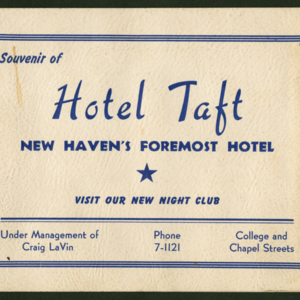 Souvenir of
Hotel Taft
NEW HAVEN'S FOREMOST HOTEL
VISIT OUR NEW NIGHT CLUB
Under Management of Phone College and
Craig LaVin 7-1121 Chapel Streets